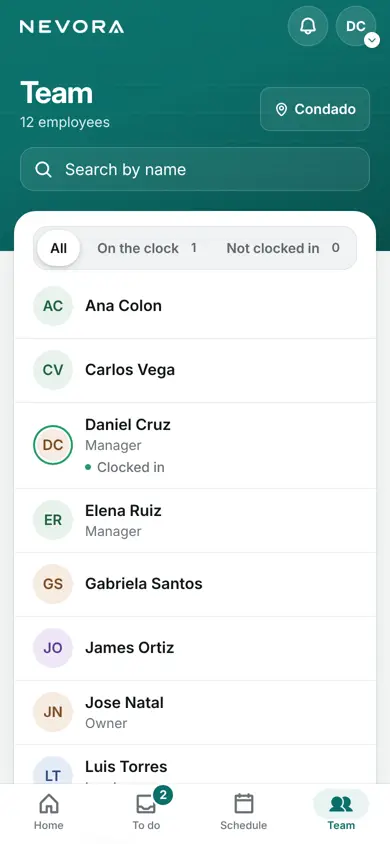 NEVORA
DC
Team
12 employees
Condado
Search by name
All
On the clock 1
Not clocked in 0
AC
Ana Colon
CV
Carlos Vega
DC
Daniel Cruz
Manager
Clocked in
ER
Elena Ruiz
Manager
GS
Gabriela Santos
JO
James Ortiz
JN
Jose Natal
Owner
LT
Luis Torres
2
Home
To do
Schedule
Team